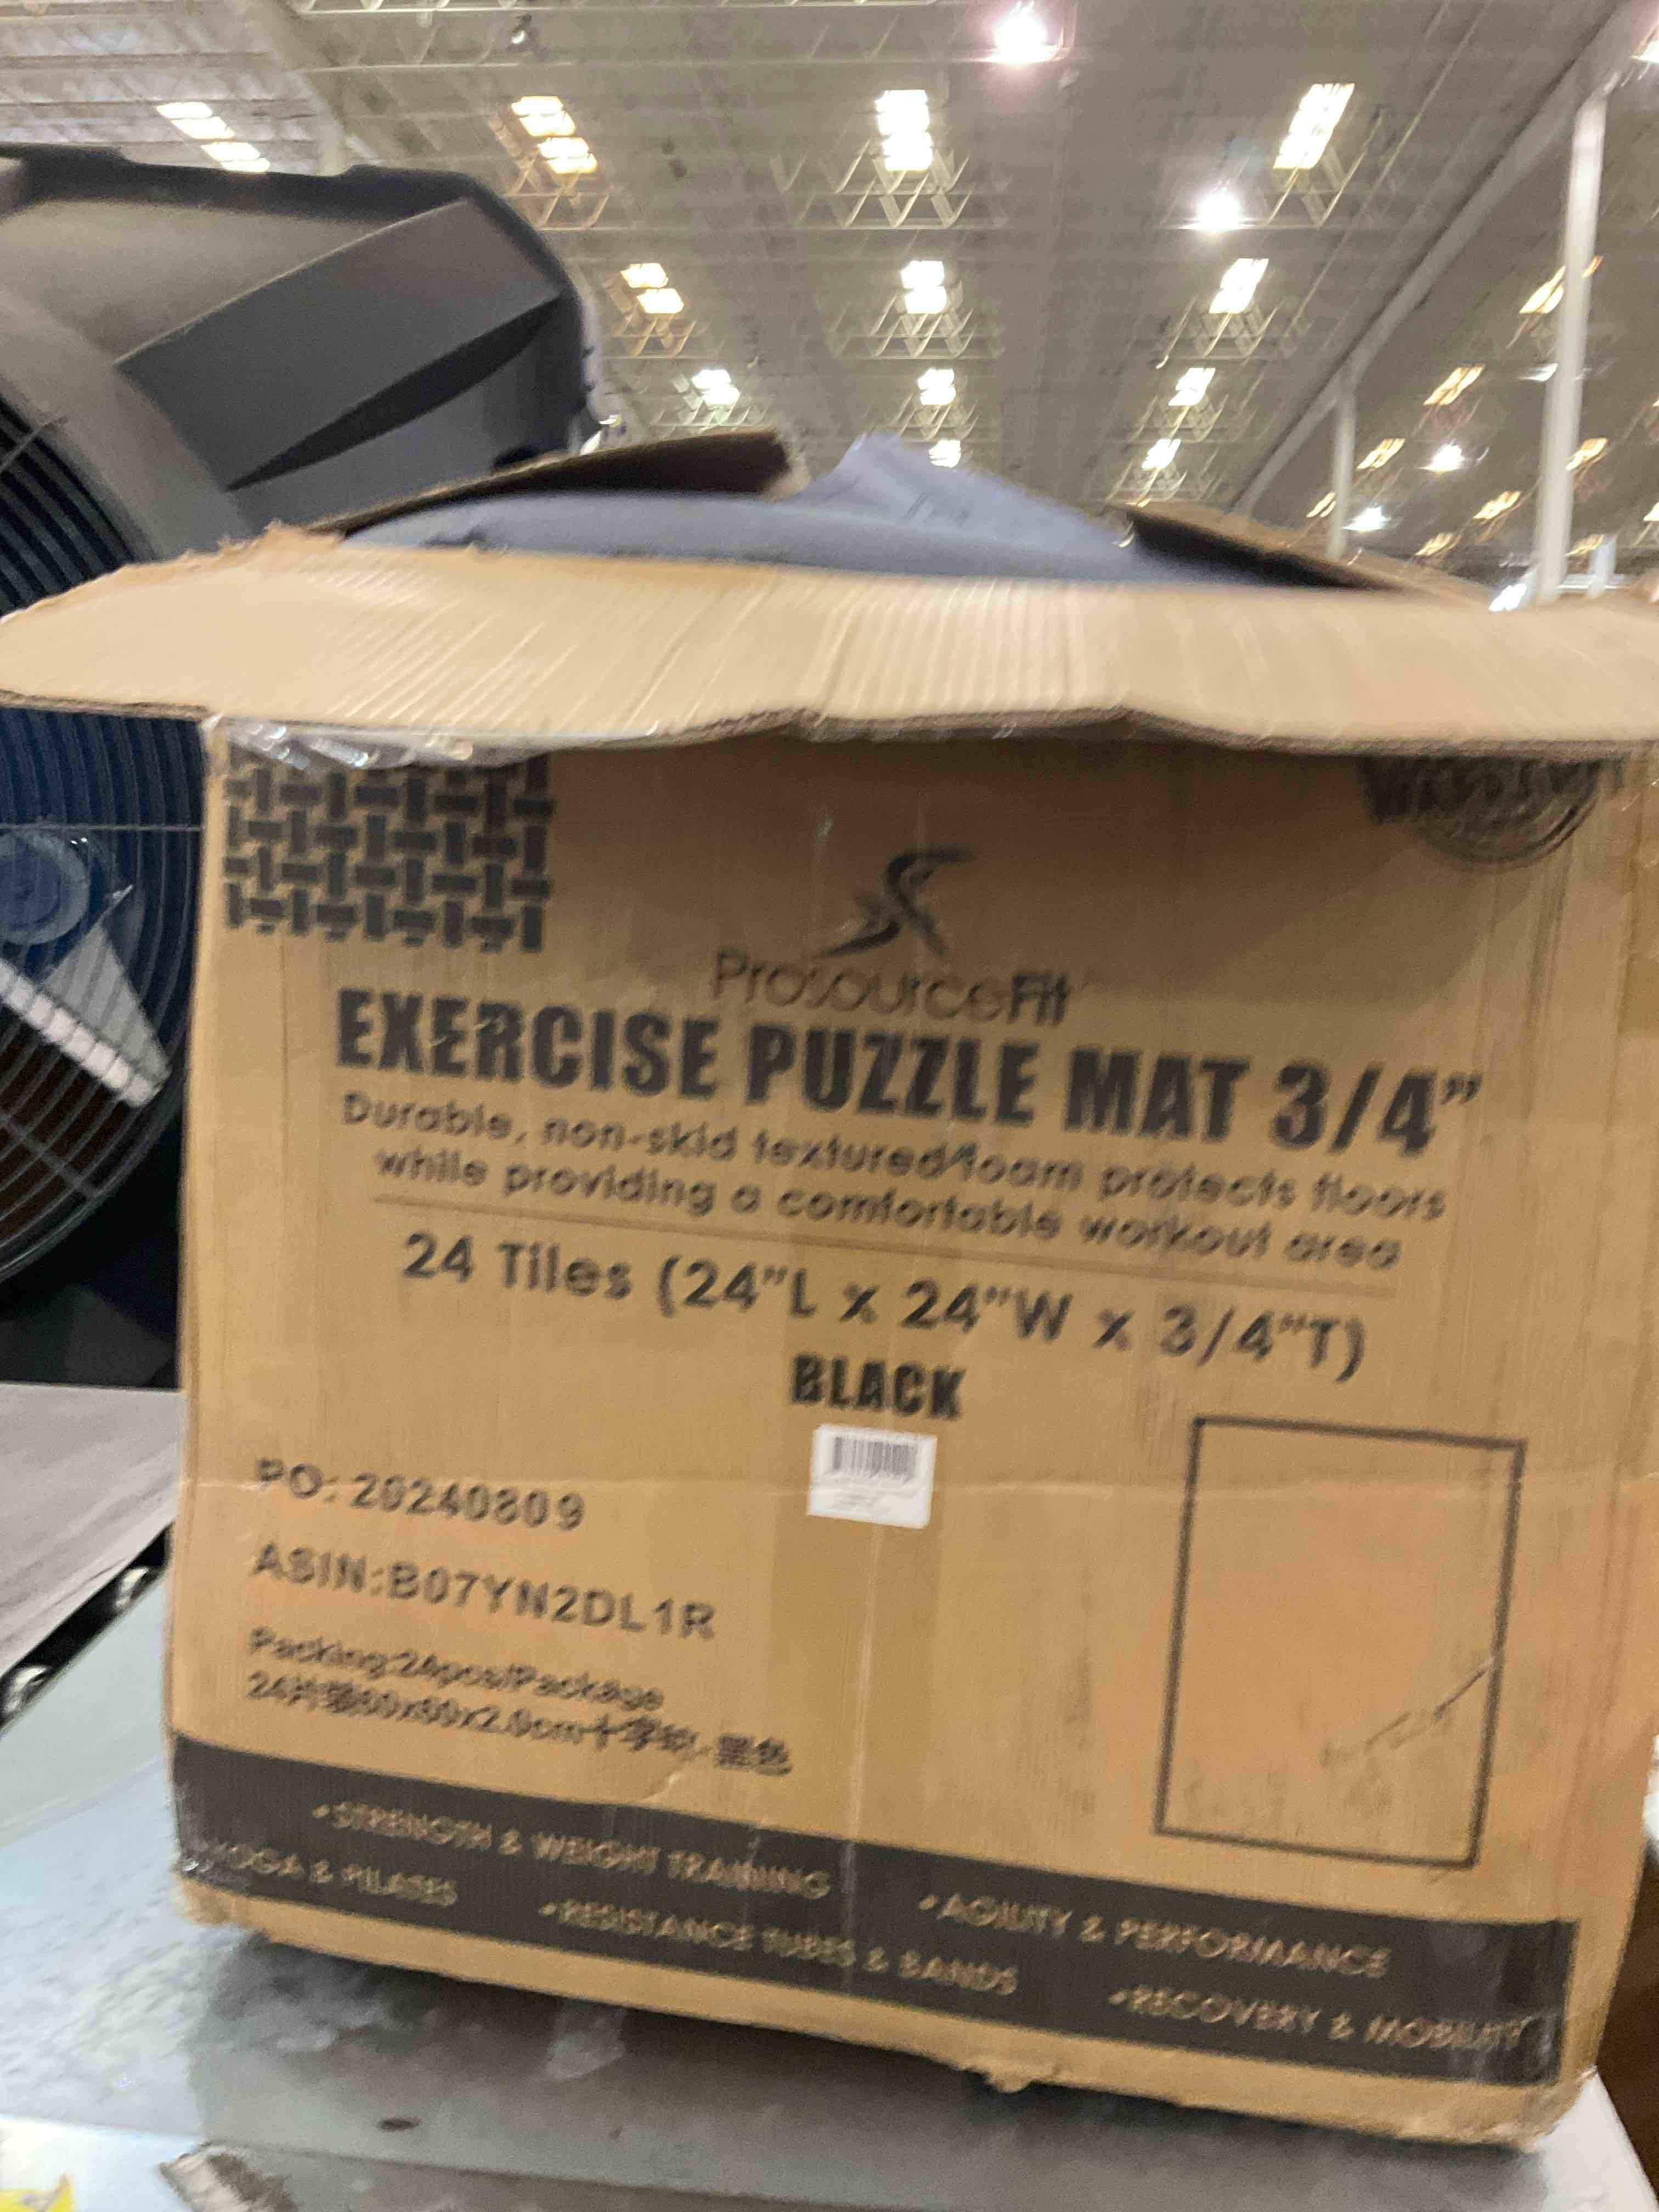 ProsourceFit
EXERCISE PUZZLE MAT 3/4"
Durable, non-skid textured foam protects floors
while providing a comfortable workout area
24 Tiles (24"L x 24"W x 3/4"T)
BLACK
PO: 20240809
ASIN:B07YN2DL1R
Packing:24pcs/Package
黑色
•STRENGTH & WEIGHT TRAINING
•AGILITY & PERFORMANCE
YOGA & PILATES
•RESISTANCE TUBES & BANDS
•RECOVERY & MOBILITY